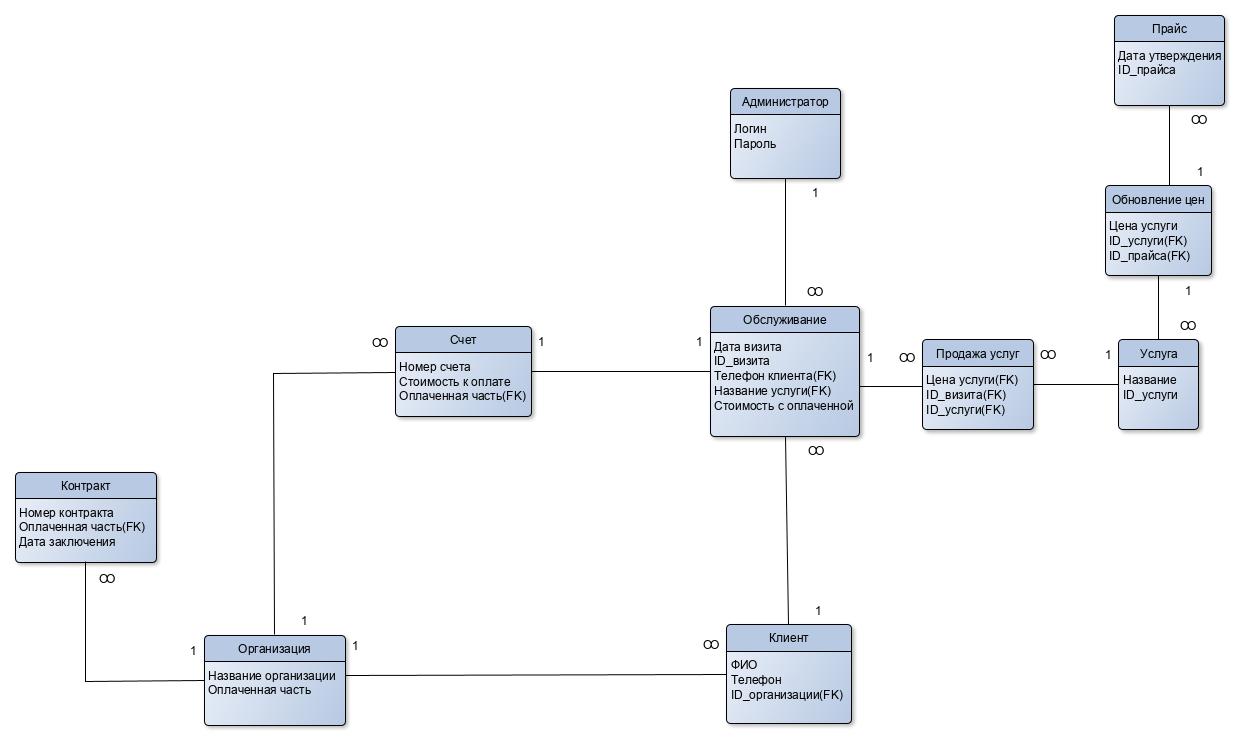 Прайс
Дата утверждения
ID_прайса
∞
1
Администратор
Логин
Пароль
1
∞
Обновление цен
Цена услуги
ID_услуги(FK)
ID_прайса(FK)
1
∞
Счет
Номер счета
Стоимость к оплате
Оплаченная часть(FK)
∞
1
1
Обслуживание
Дата визита
ID_визита
Телефон клиента(FK)
Название услуги(FK)
Стоимость с оплаченной
1
∞
∞
Продажа услуг
Цена услуги(FK)
ID_визита(FK)
ID_услуги(FK)
∞
1
Услуга
Название
ID_услуги
Контракт
Номер контракта
Оплаченная часть(FK)
Дата заключения
∞
1
1
Организация
Название организации
Оплаченная часть
1
∞
1
Клиент
ФИО
Телефон
ID_организации(FK)